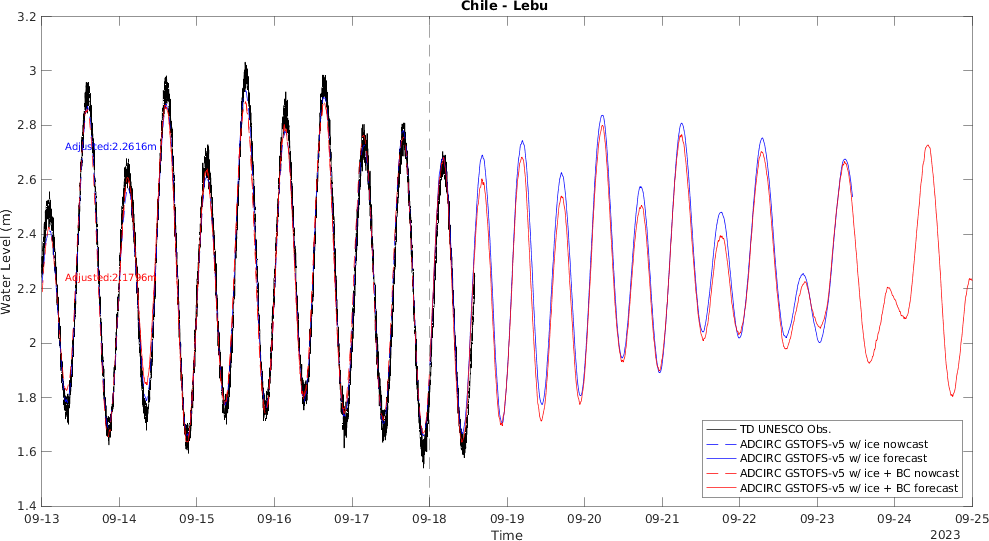 Chile - Lebu
3.2
3
2.8
2.6
2.4
2.2
2
1.8
1.6
1.4
Water Level (m)
Adjusted:2.2616m
Adjusted:2.1796m
TD UNESCO Obs.
ADCIRC GSTOFS-v5 w/ ice nowcast
ADCIRC GSTOFS-v5 w/ ice forecast
ADCIRC GSTOFS-v5 w/ ice + BC nowcast
ADCIRC GSTOFS-v5 w/ ice + BC forecast
09-13 09-14 09-15 09-16 09-17 09-18 09-19 09-20 09-21 09-22 09-23 09-24 09-25
Time
2023